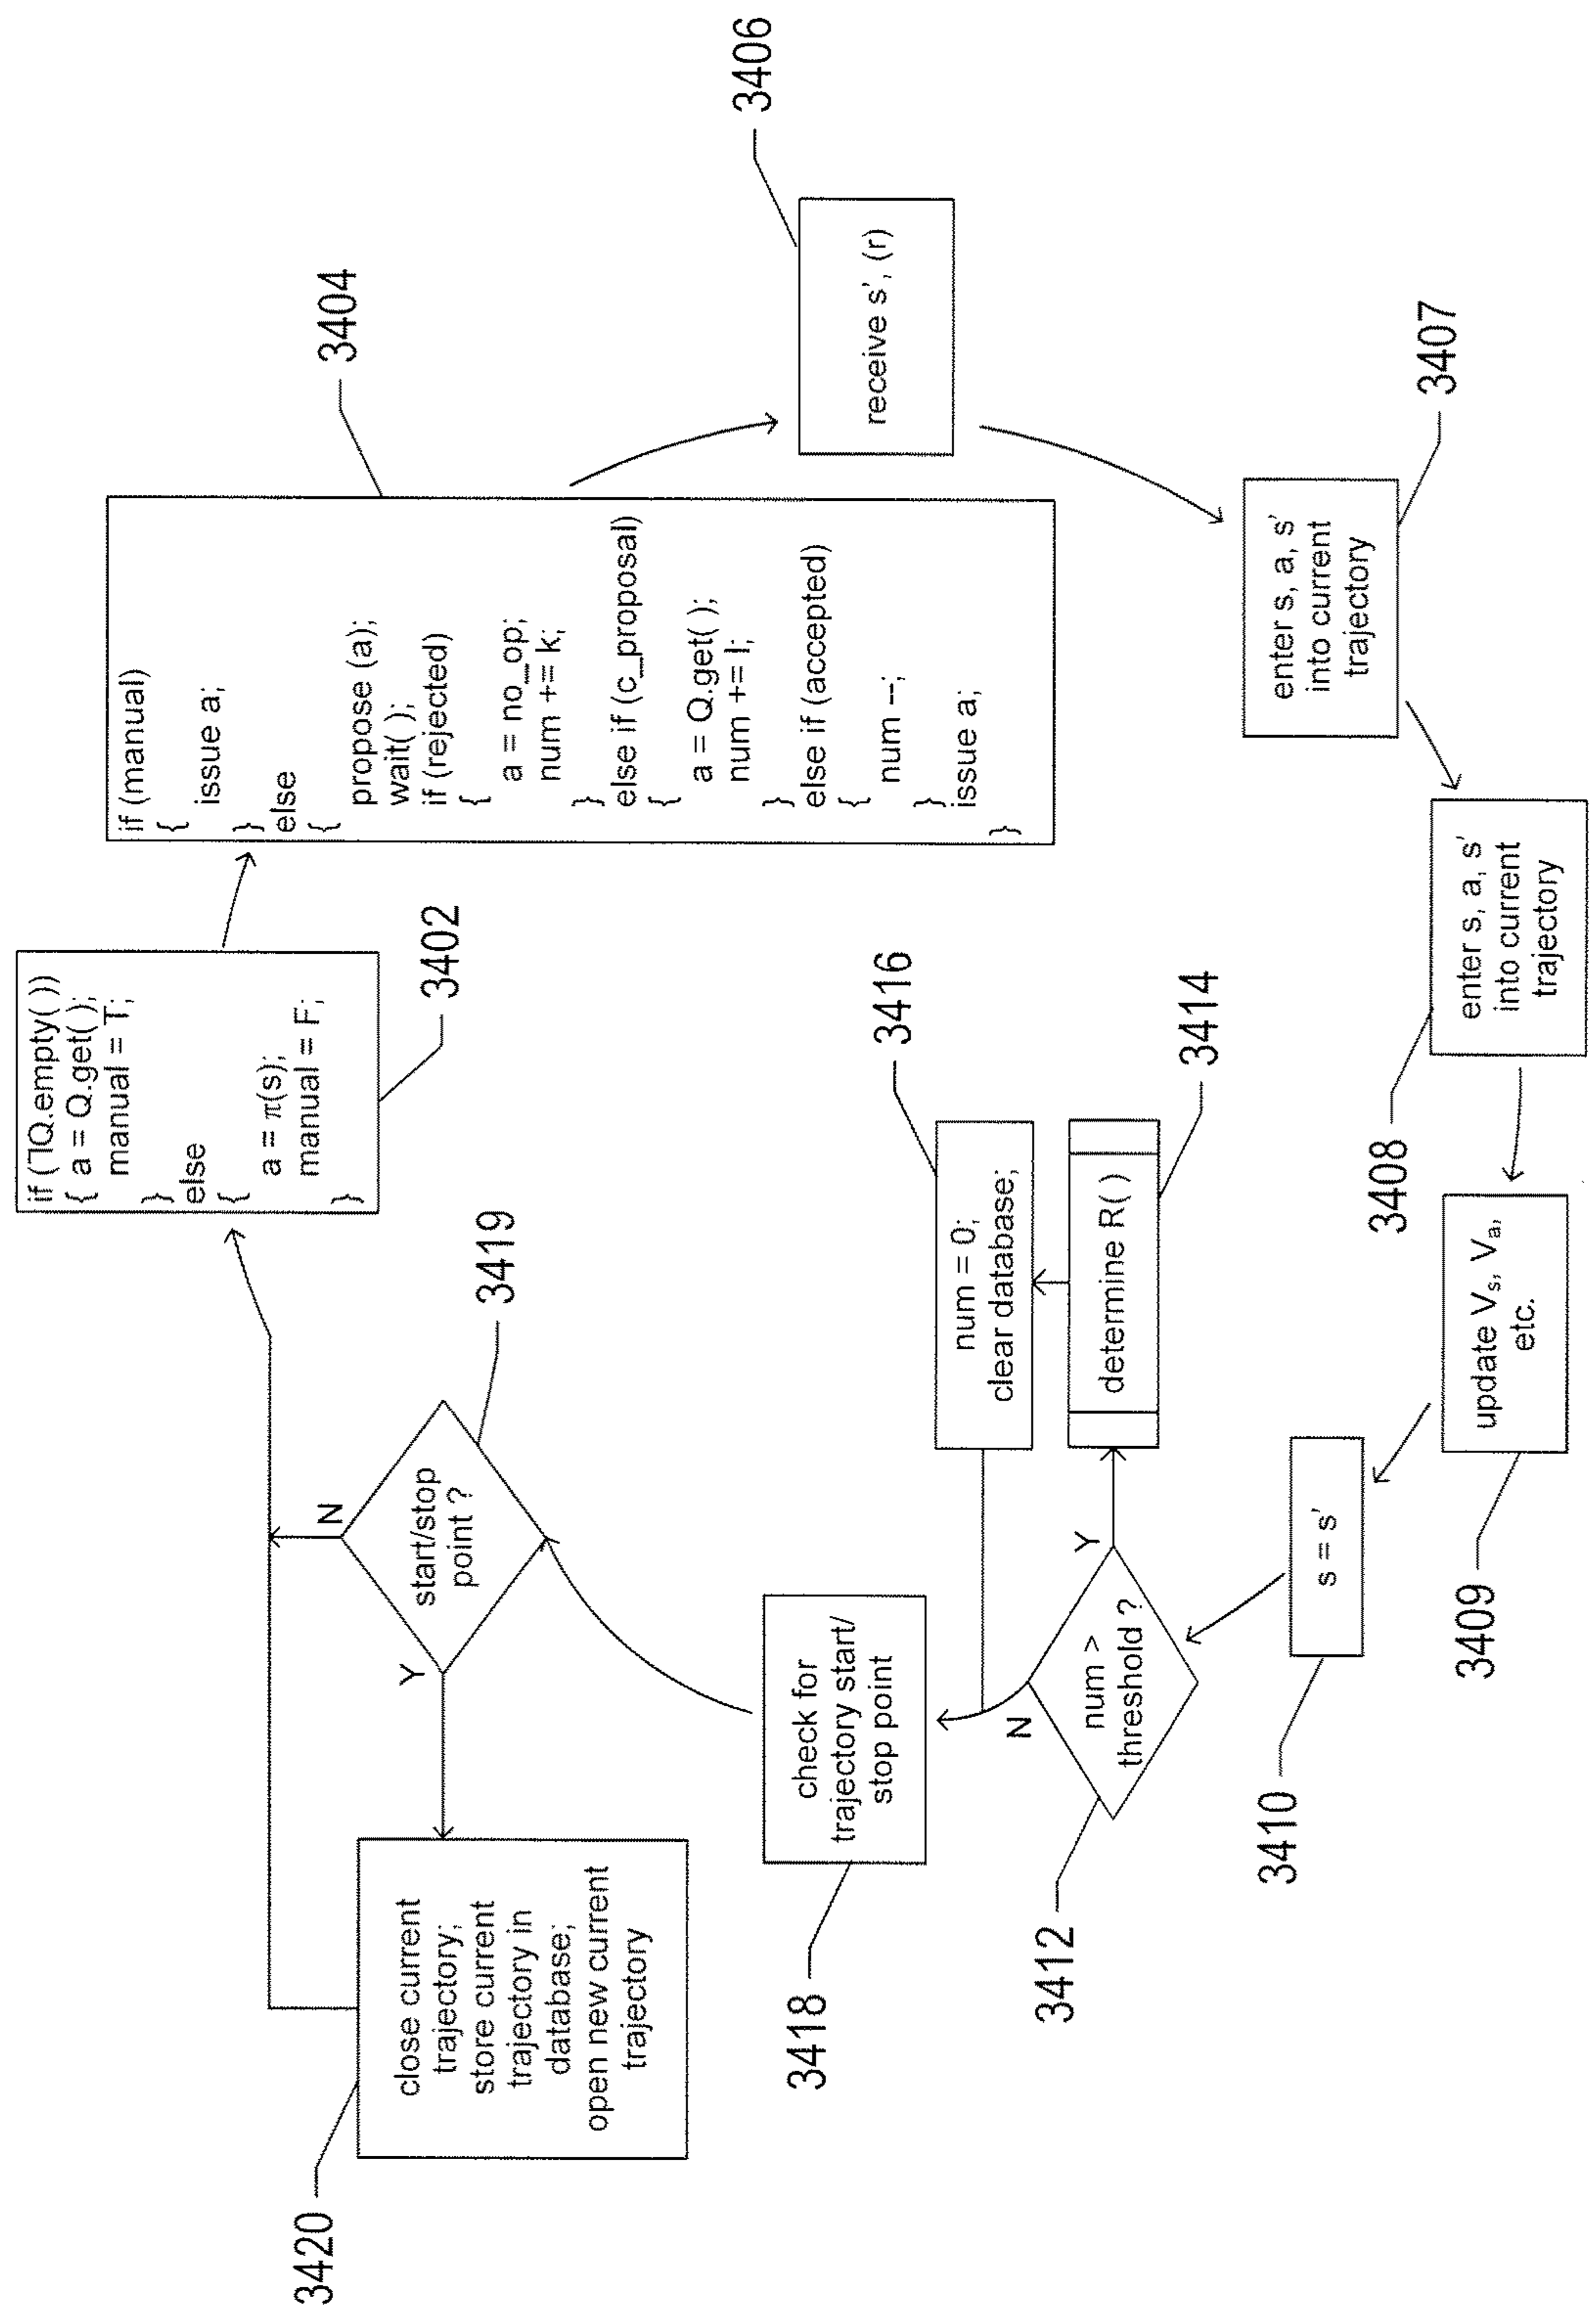 3402
if (ꓶQ.empty( ))
{ a = Q.get( );
manual = T;
}
else
{
a = π(s);
manual = F;
}
3404
if (manual)
{
issue a;
}
else
{
propose (a);
wait( );
if (rejected)
{
a = no_op;
num += k;
}
else if (c_proposal)
{
a = Q.get( );
num += l;
}
else if (accepted)
{
num --;
}
issue a;
}
3406
receive s', (r)
3407
enter s, a, s'
into current
trajectory
3408
enter s, a, s'
into current
trajectory
3409
update Vs, Va,
etc.
3410
s = s'
3412
num >
threshold ?
Y
N
3414
determine R( )
3416
num = 0;
clear database;
3418
check for
trajectory start/
stop point
3419
start/stop
point ?
N
Y
3420
close current
trajectory;
store current
trajectory in
database;
open new current
trajectory